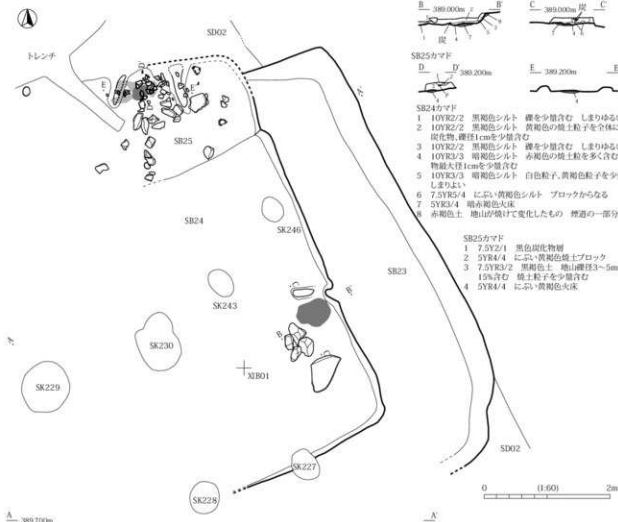 トレンチ
SD02
SB25
SB24
SK246
SK243
SB23
SK230
SK229
XIB01
SK227
SK228
SD02
E
E'
B
B'
C
C'
A
A'
A 389.700m
A'
0 (1:60) 2m
B 389.000m B'
炭
C 389.000m C'
炭
SB25カマド
D D' 389.200m
E 389.200m
SB24カマド
1 10YR2/2 黒褐色シルト 礫を少量含む しまりゆる
2 10YR2/2 黒褐色シルト 黄褐色の焼土粒子を全体に
炭化物、礫径1cmを少量含む
3 10YR2/2 黒褐色シルト 礫を少量含む しまりゆる
4 10YR3/3 暗褐色シルト 赤褐色の焼土粒を多く含む
物最大径1cmを少量含む
5 10YR3/3 暗褐色シルト 白色粒子、黄褐色粒子を少
しまりよい
6 7.5YR5/4 にぶい黄褐色シルト ブロックからなる
7 5YR3/4 暗赤褐色火床
8 赤褐色土 地山が焼けて変化したもの 煙道の一部分
SB25カマド
1 7.5Y2/1 黒色炭化物層
2 5YR4/4 にぶい黄褐色焼土ブロック
3 7.5YR3/2 黒褐色土 地山礫径3～5m
15%含む 焼土粒子を少量含む
4 5YR4/4 にぶい黄褐色火床